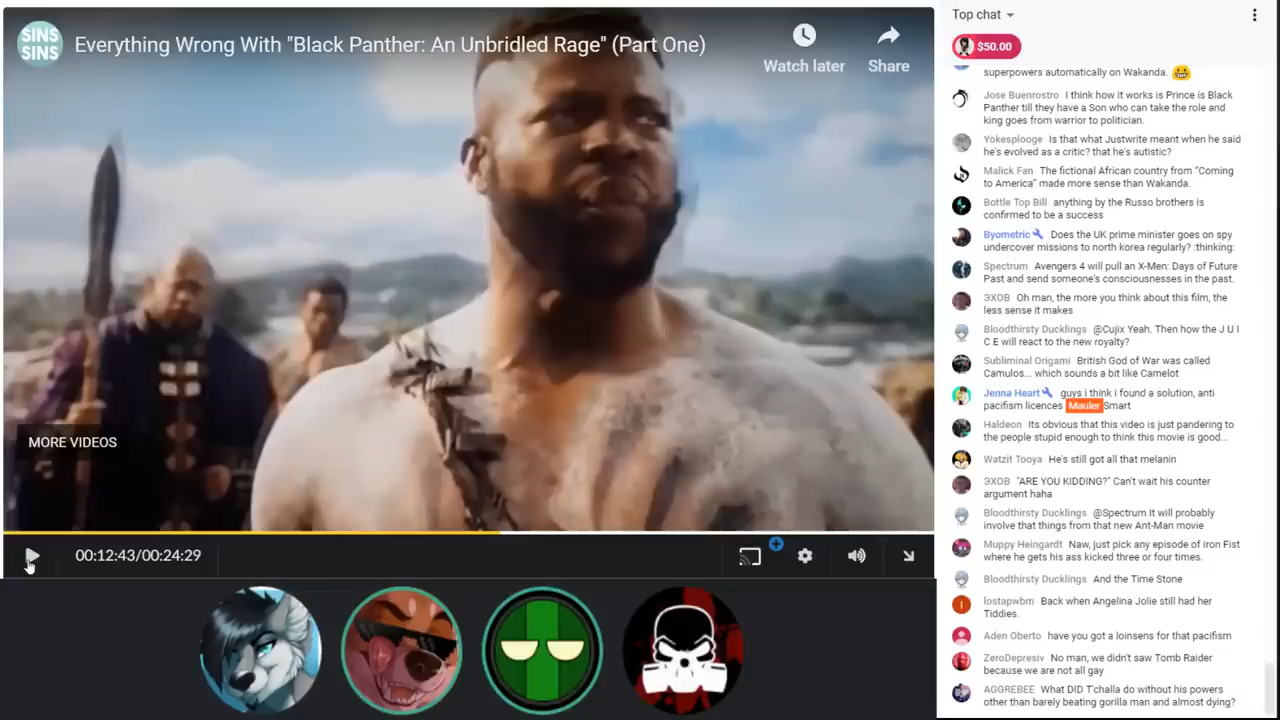 SINS
SINS
Everything Wrong With "Black Panther: An Unbridled Rage" (Part One)
Watch later
Share
MORE VIDEOS
00:12:43/00:24:29
Top chat
$50.00
superpowers automatically on Wakanda.
Jose Buenrostro I think how it works is Prince is Black
Panther till they have a Son who can take the role and
king goes from warrior to politician.
Yokesplooge Is that what Justwrite meant when he said
he's evolved as a critic? that he's autistic?
Malick Fan The fictional African country from "Coming
to America" made more sense than Wakanda.
Bottle Top Bill anything by the Russo brothers is
confirmed to be a success
Byometric Does the UK prime minister goes on spy
undercover missions to north korea regularly? :thinking:
Spectrum Avengers 4 will pull an X-Men: Days of Future
Past and send someone's consciousnesses in the past.
ЭХОВ Oh man, the more you think about this film, the
less sense it makes
Bloodthirsty Ducklings @Cujix Yeah. Then how the J U I
C E will react to the new royalty?
Subliminal Origami British God of War was called
Camulos... which sounds a bit like Camelot
Jenna Heart guys i think i found a solution, anti
pacifism licences Mauler Smart
Haldeon Its obvious that this video is just pandering to
the people stupid enough to think this movie is good...
Watzit Tooya He's still got all that melanin
ЭХОВ "ARE YOU KIDDING?" Can't wait his counter
argument haha
Bloodthirsty Ducklings @Spectrum It will probably
involve that things from that new Ant-Man movie
Muppy Heingardt Naw, just pick any episode of Iron Fist
where he gets his ass kicked three or four times.
Bloodthirsty Ducklings And the Time Stone
I
lostapwbm Back when Angelina Jolie still had her
Tiddies.
Aden Oberto have you got a loinsens for that pacifism
ZeroDepresiv No man, we didn't saw Tomb Raider
because we are not all gay
AGGREBEE What DID T'challa do without his powers
other than barely beating gorilla man and almost dying?